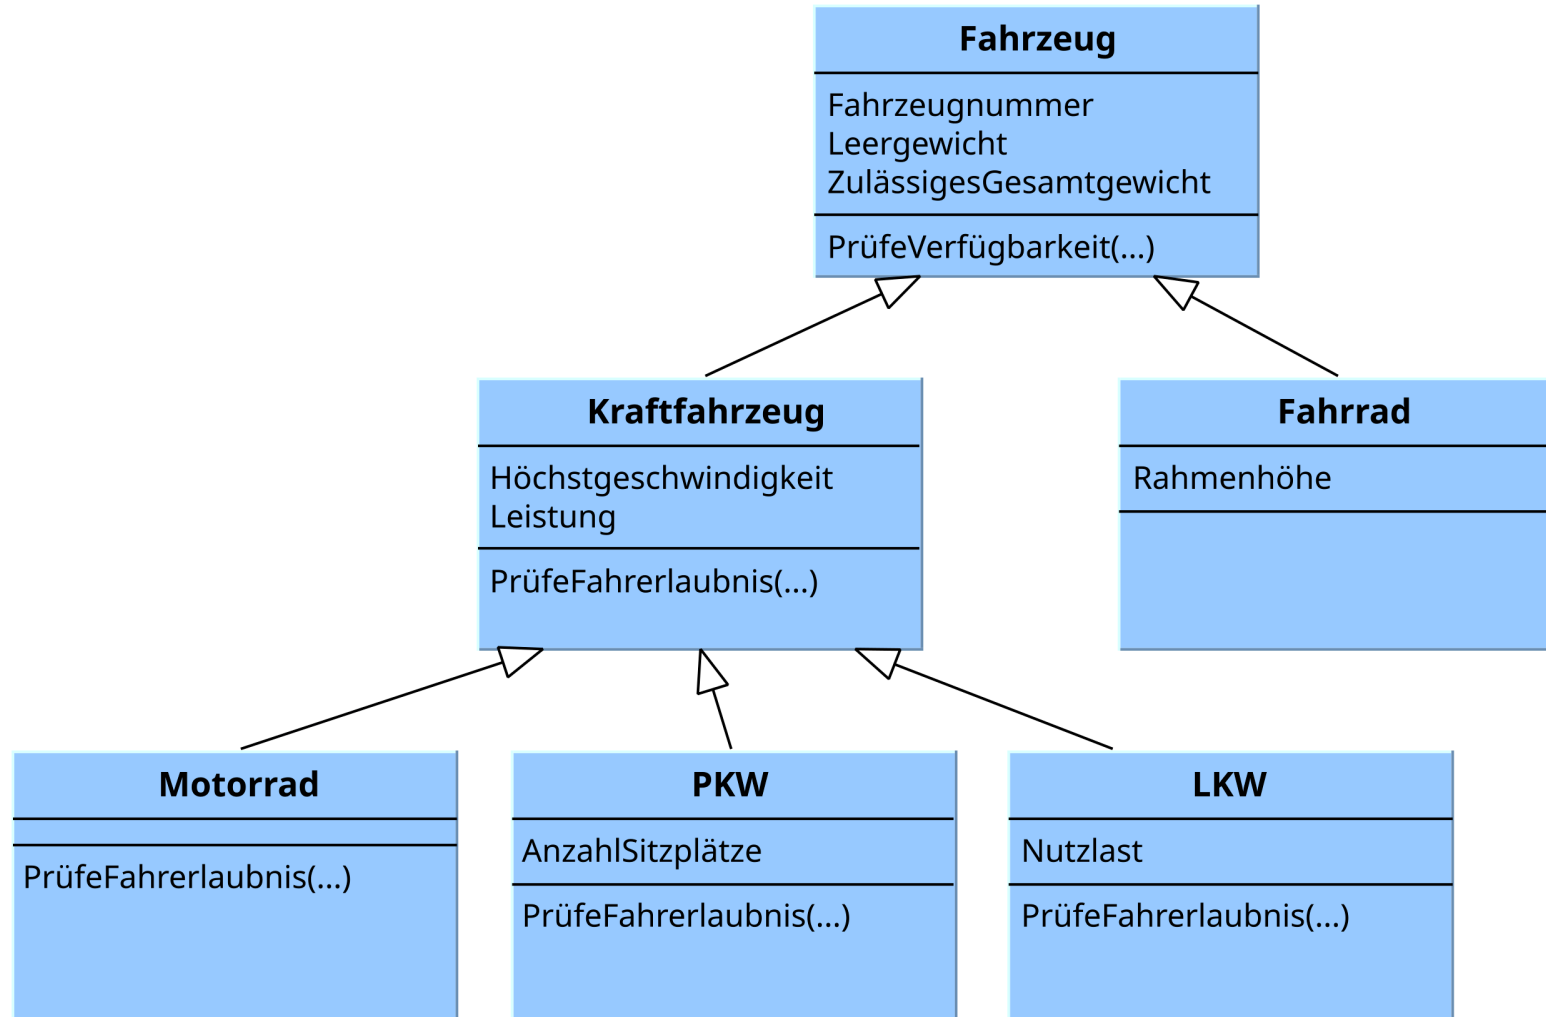 Fahrzeug
Fahrzeugnummer
Leergewicht
ZulässigesGesamtgewicht
PrüfeVerfügbarkeit(...)
Kraftfahrzeug
Höchstgeschwindigkeit
Leistung
PrüfeFahrerlaubnis(...)
Fahrrad
Rahmenhöhe
Motorrad
PrüfeFahrerlaubnis(...)
PKW
AnzahlSitzplätze
PrüfeFahrerlaubnis(...)
LKW
Nutzlast
PrüfeFahrerlaubnis(...)